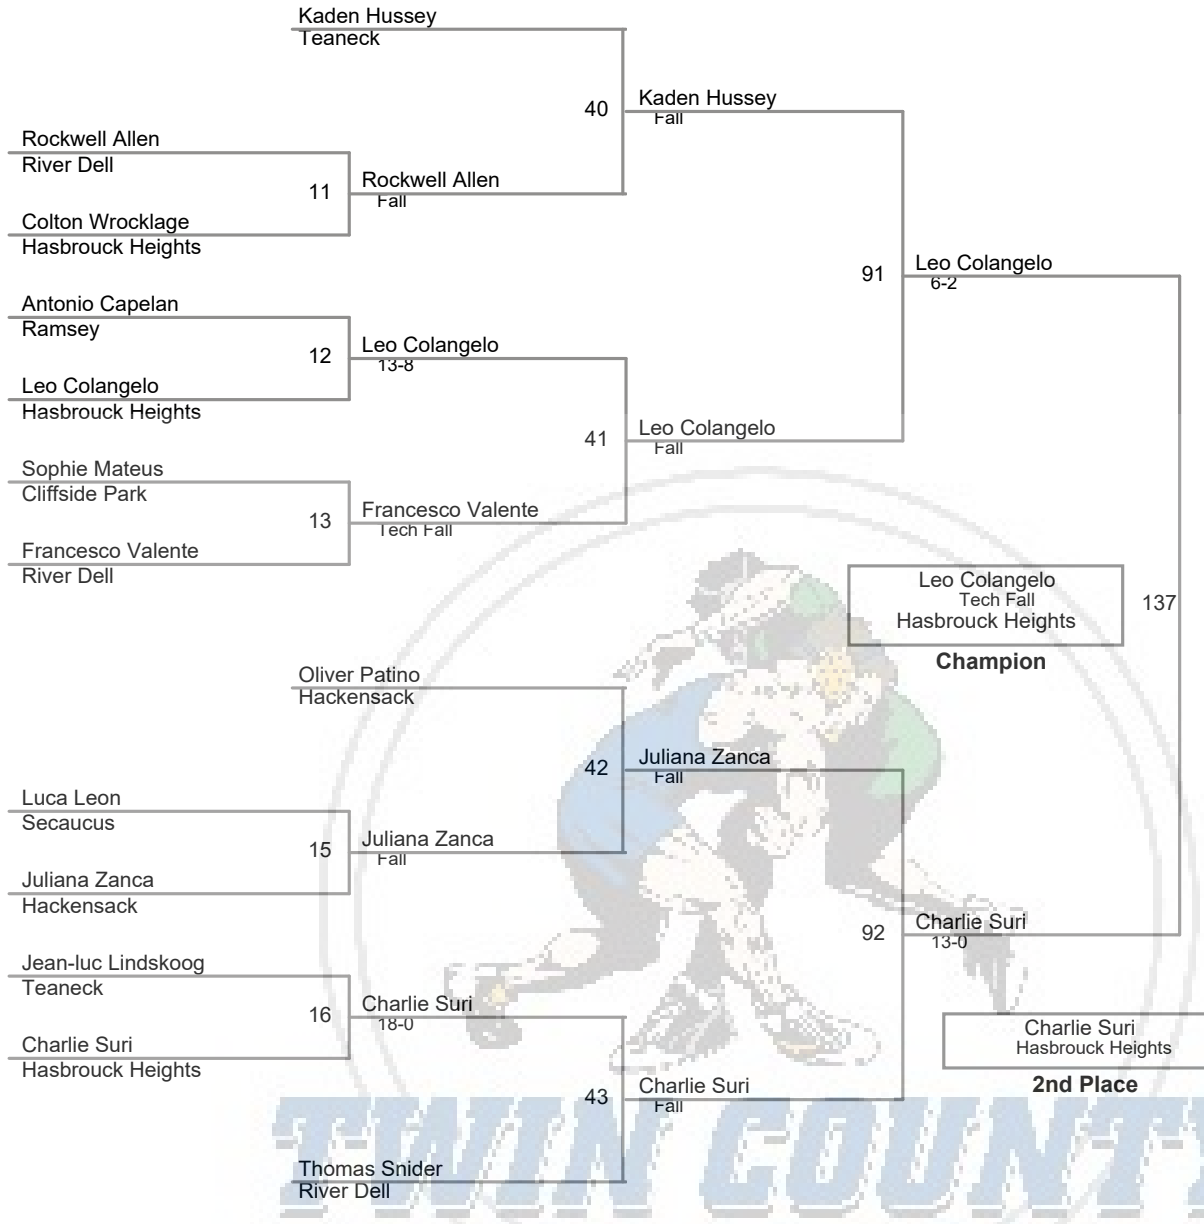 Kaden Hussey
Teaneck
40
Kaden Hussey
Fall
Rockwell Allen
River Dell
11
Rockwell Allen
Fall
Colton Wrocklage
Hasbrouck Heights
91
Leo Colangelo
6-2
Antonio Capelan
Ramsey
12
Leo Colangelo
13-8
Leo Colangelo
Hasbrouck Heights
41
Leo Colangelo
Fall
Sophie Mateus
Cliffside Park
13
Francesco Valente
Tech Fall
Francesco Valente
River Dell
Leo Colangelo
Tech Fall
Hasbrouck Heights
137
Champion
Oliver Patino
Hackensack
42
Juliana Zanca
Fall
Luca Leon
Secaucus
15
Juliana Zanca
Fall
Juliana Zanca
Hackensack
92
Charlie Suri
13-0
Jean-luc Lindskoog
Teaneck
16
Charlie Suri
18-0
Charlie Suri
Hasbrouck Heights
Charlie Suri
Hasbrouck Heights
2nd Place
43
Charlie Suri
Fall
Thomas Snider
River Dell
TWIN COUNTY